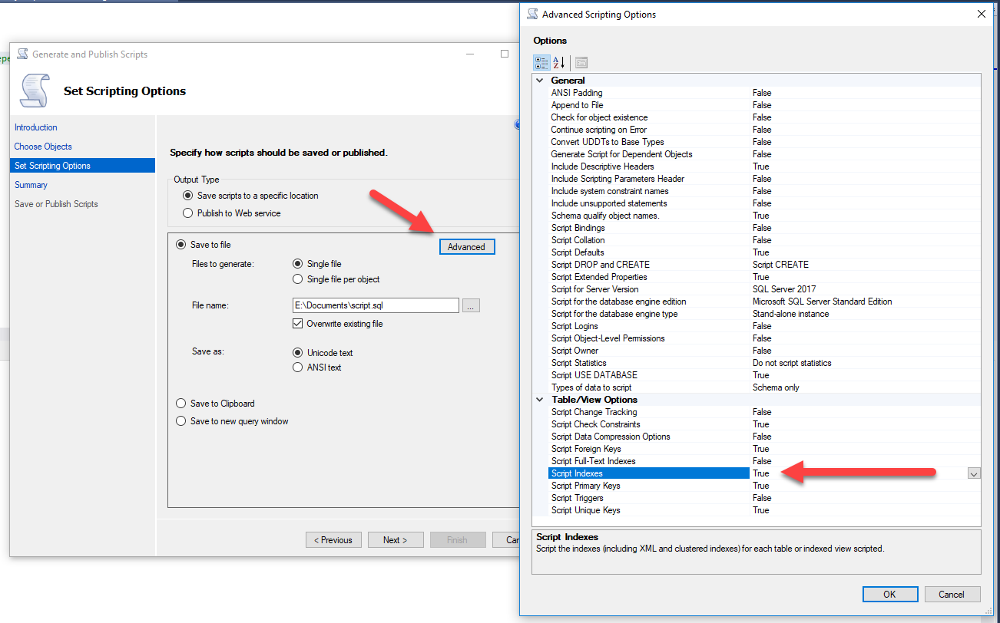 Generate and Publish Scripts
Set Scripting Options
Introduction
Choose Objects
Set Scripting Options
Summary
Save or Publish Scripts
Specify how scripts should be saved or published.
Output Type
Save scripts to a specific location
Publish to Web service
Save to file
Advanced
Files to generate:
Single file
Single file per object
File name:
E:\Documents\script.sql
...
Overwrite existing file
Save as:
Unicode text
ANSI text
Save to Clipboard
Save to new query window
< Previous
Next >
Finish
Advanced Scripting Options
Options
General
ANSI Padding False
Append to File False
Check for object existence False
Continue scripting on Error False
Convert UDDTs to Base Types False
Generate Script for Dependent Objects False
Include Descriptive Headers True
Include Scripting Parameters Header False
Include system constraint names False
Include unsupported statements False
Schema qualify object names. True
Script Bindings False
Script Collation False
Script Defaults True
Script DROP and CREATE Script CREATE
Script Extended Properties True
Script for Server Version SQL Server 2017
Script for the database engine edition Microsoft SQL Server Standard Edition
Script for the database engine type Stand-alone instance
Script Logins False
Script Object-Level Permissions False
Script Owner False
Script Statistics Do not script statistics
Script USE DATABASE True
Types of data to script Schema only
Table/View Options
Script Change Tracking False
Script Check Constraints True
Script Data Compression Options False
Script Foreign Keys True
Script Full-Text Indexes False
Script Indexes True
Script Primary Keys True
Script Triggers False
Script Unique Keys True
Script Indexes
Script the indexes (including XML and clustered indexes) for each table or indexed view scripted.
OK
Cancel